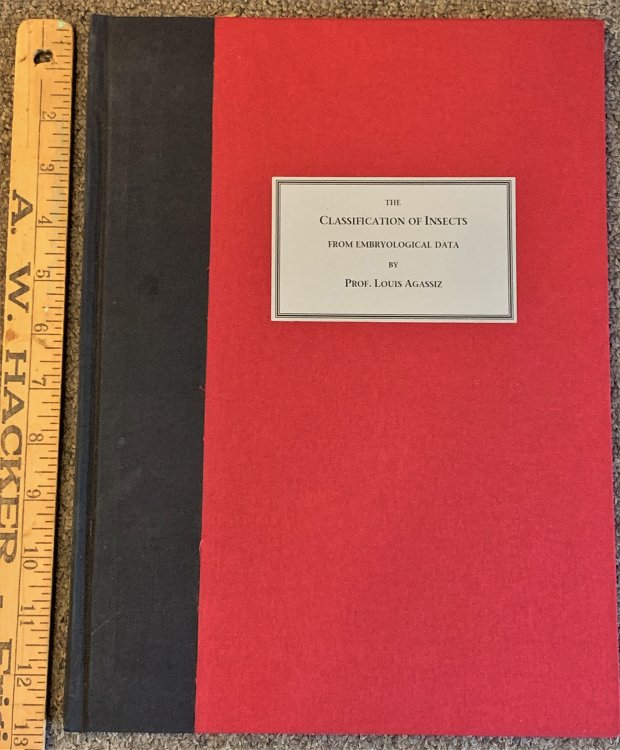 THE
CLASSIFICATION OF INSECTS
FROM EMBRYOLOGICAL DATA
BY
PROF. LOUIS AGASSIZ
2
3
4
5
6
7
8
9
10
11
12
13
A. W. HACKER -